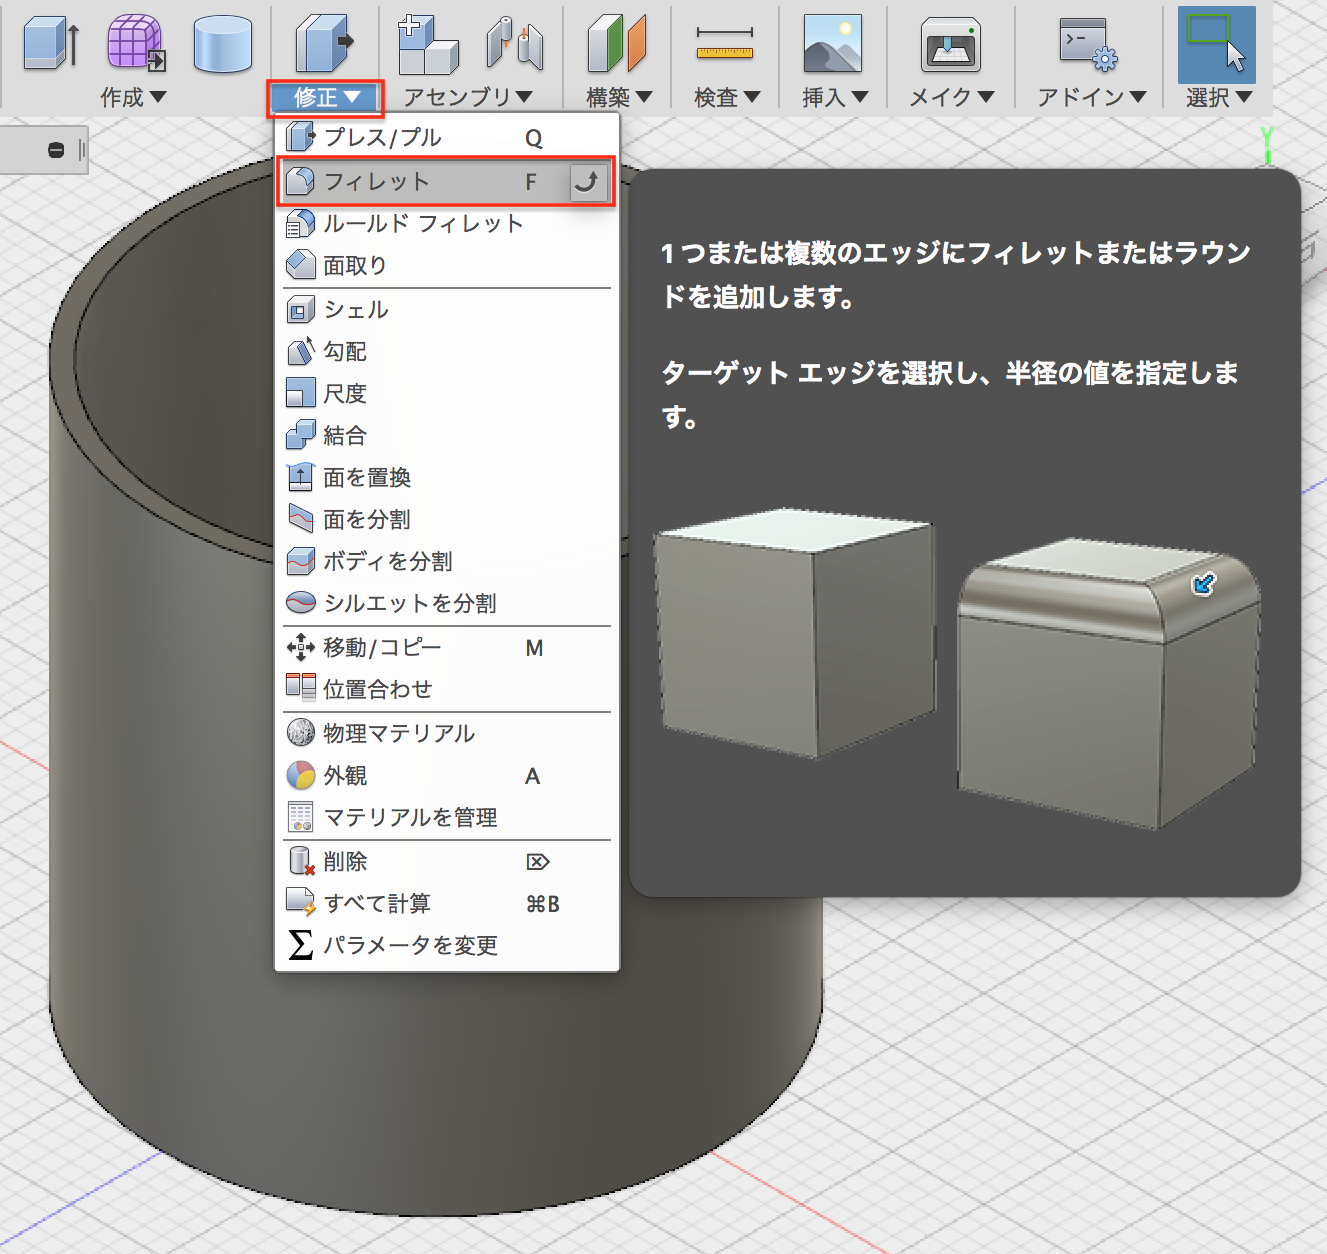 作成▼
修正▼
アセンブリ▼
構築▼
検査▼
挿入▼
メイク▼
アドイン▼
選択▼
Y
プレス/プル Q
フィレット F
ルールド フィレット
面取り
シェル
勾配
尺度
結合
面を置換
面を分割
ボディを分割
シルエットを分割
移動/コピー M
位置合わせ
物理マテリアル
外観 A
マテリアルを管理
削除 ⌦
すべて計算 ⌘B
Σ パラメータを変更
1 つまたは複数のエッジにフィレットまたはラウン
ドを追加します。
ターゲット エッジを選択し、半径の値を指定しま
す。